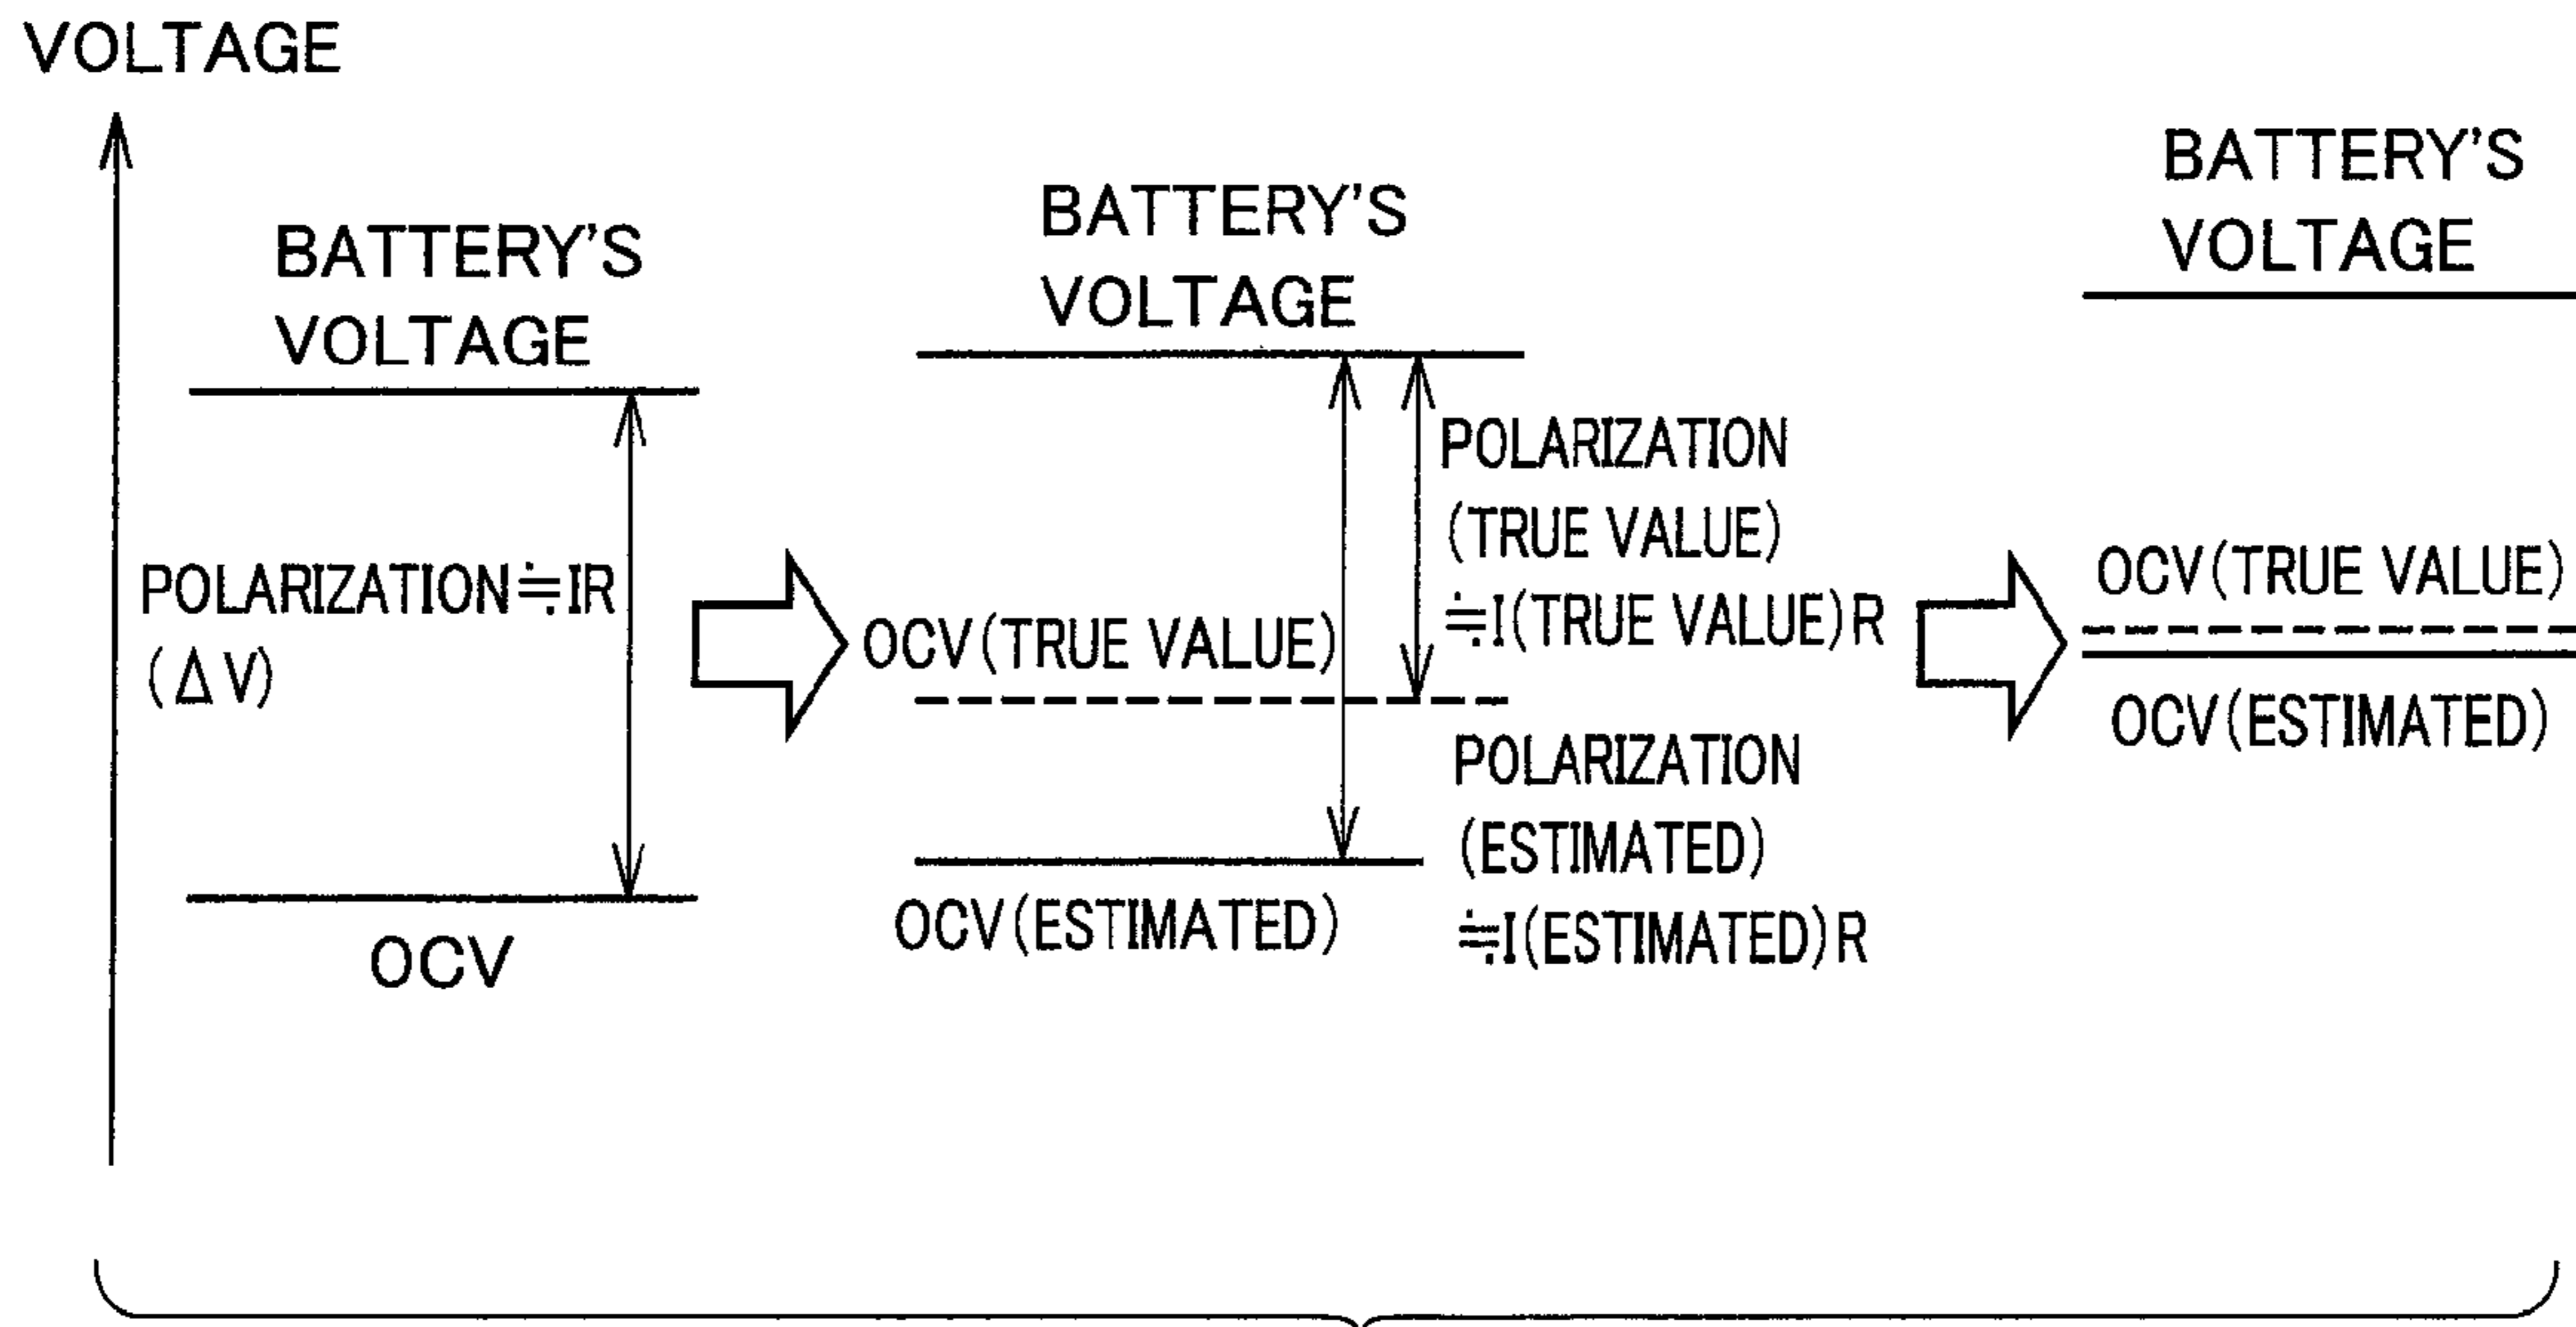 VOLTAGE
BATTERY'S
VOLTAGE
POLARIZATION≒IR
(ΔV)
OCV
BATTERY'S
VOLTAGE
POLARIZATION
(TRUE VALUE)
≒I(TRUE VALUE)R
OCV(TRUE VALUE)
POLARIZATION
(ESTIMATED)
≒I(ESTIMATED)R
OCV(ESTIMATED)
BATTERY'S
VOLTAGE
OCV(TRUE VALUE)
OCV(ESTIMATED)